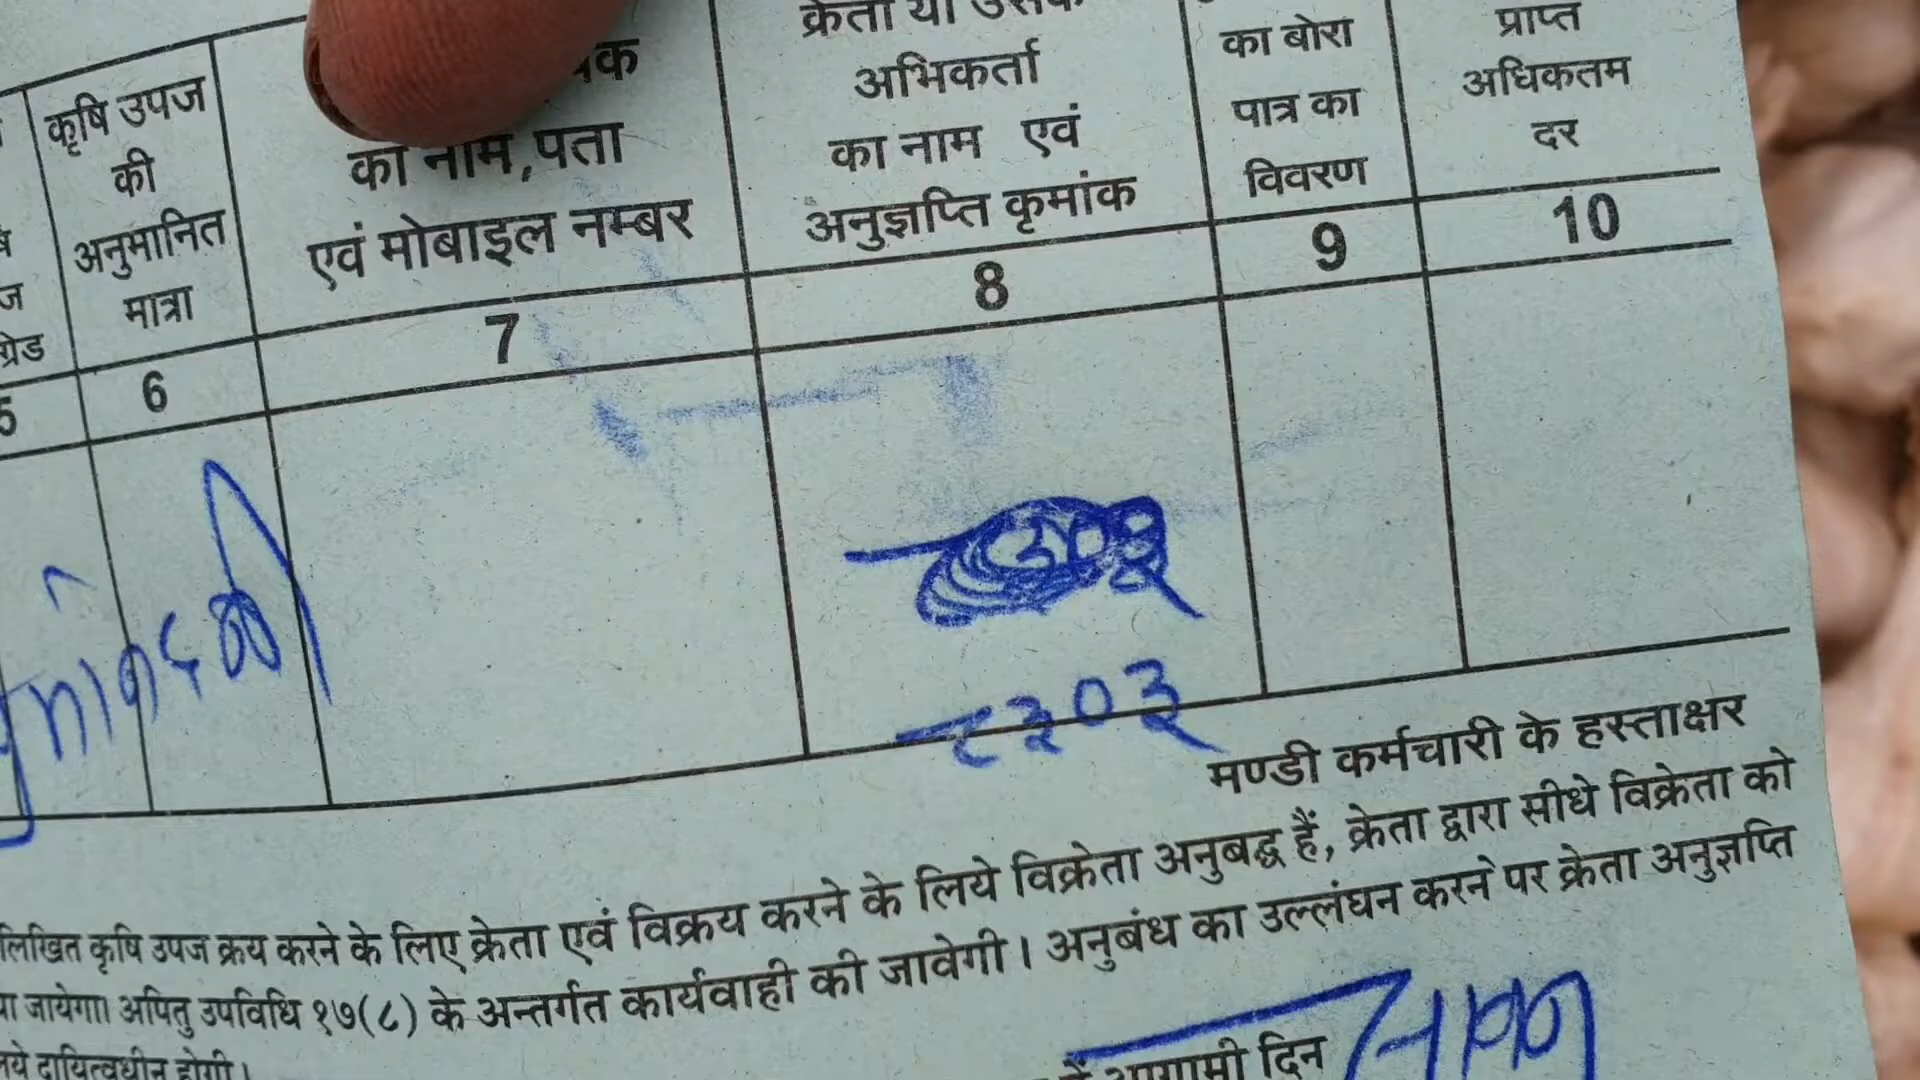 कृषि उपज
की
अनुमानित
मात्रा
का नाम, पता
एवं मोबाइल नम्बर
क्रेता या उसके
अभिकर्ता
का नाम एवं
अनुज्ञप्ति कृमांक
का बोरा
पात्र का
विवरण
प्राप्त
अधिकतम
दर
ग्रेड
5 6 7 8 9 10
८३०३
मण्डी कर्मचारी के हस्ताक्षर
लिखित कृषि उपज क्रय करने के लिए क्रेता एवं विक्रय करने के लिये विक्रेता अनुबद्ध हैं, क्रेता द्वारा सीधे विक्रेता को
जायेगा। अपितु उपविधि १७(८) के अन्तर्गत कार्यवाही की जावेगी। अनुबंध का उल्लंघन करने पर क्रेता अनुज्ञप्ति
दायित्वधीन होगी।
आगामी दिन